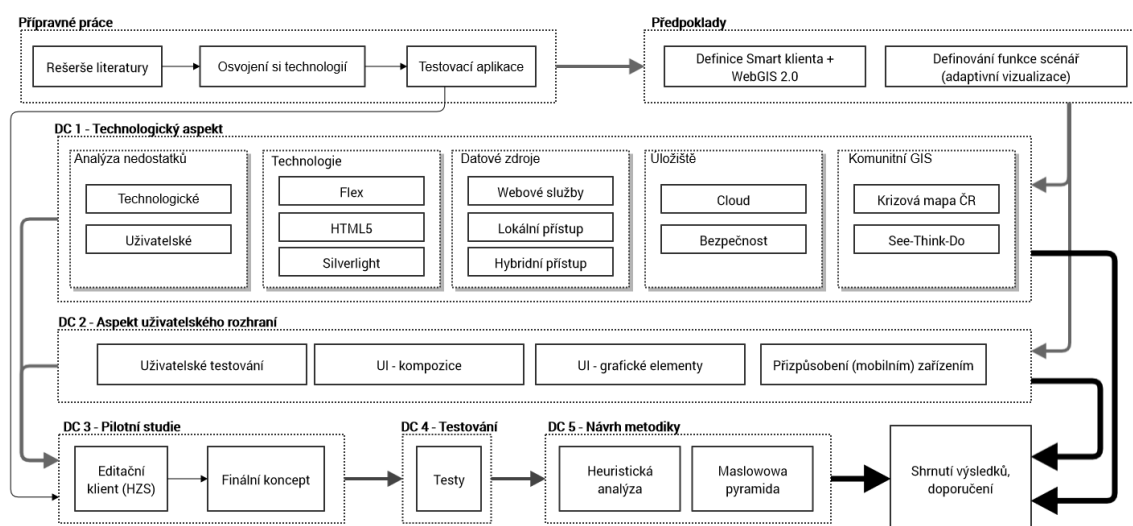 Přípravné práce
Předpoklady
Rešerše literatury
Osvojení si technologií
Testovací aplikace
Definice Smart klienta +
WebGIS 2.0
Definování funkce scénář
(adaptivní vizualizace)
DC 1 - Technologický aspekt
Analýza nedostatků
Technologické
Uživatelské
Technologie
Flex
HTML5
Silverlight
Datové zdroje
Webové služby
Lokální přístup
Hybridní přístup
Úložiště
Cloud
Bezpečnost
Komunitní GIS
Krizová mapa ČR
See-Think-Do
DC 2 - Aspekt uživatelského rozhraní
Uživatelské testování
UI - kompozice
UI - grafické elementy
Přizpůsobení (mobilním) zařízením
DC 3 - Pilotní studie
Editační
klient (HZS)
Finální koncept
DC 4 - Testování
Testy
DC 5 - Návrh metodiky
Heuristická
analýza
Maslowowa
pyramida
Shrnutí výsledků,
doporučení